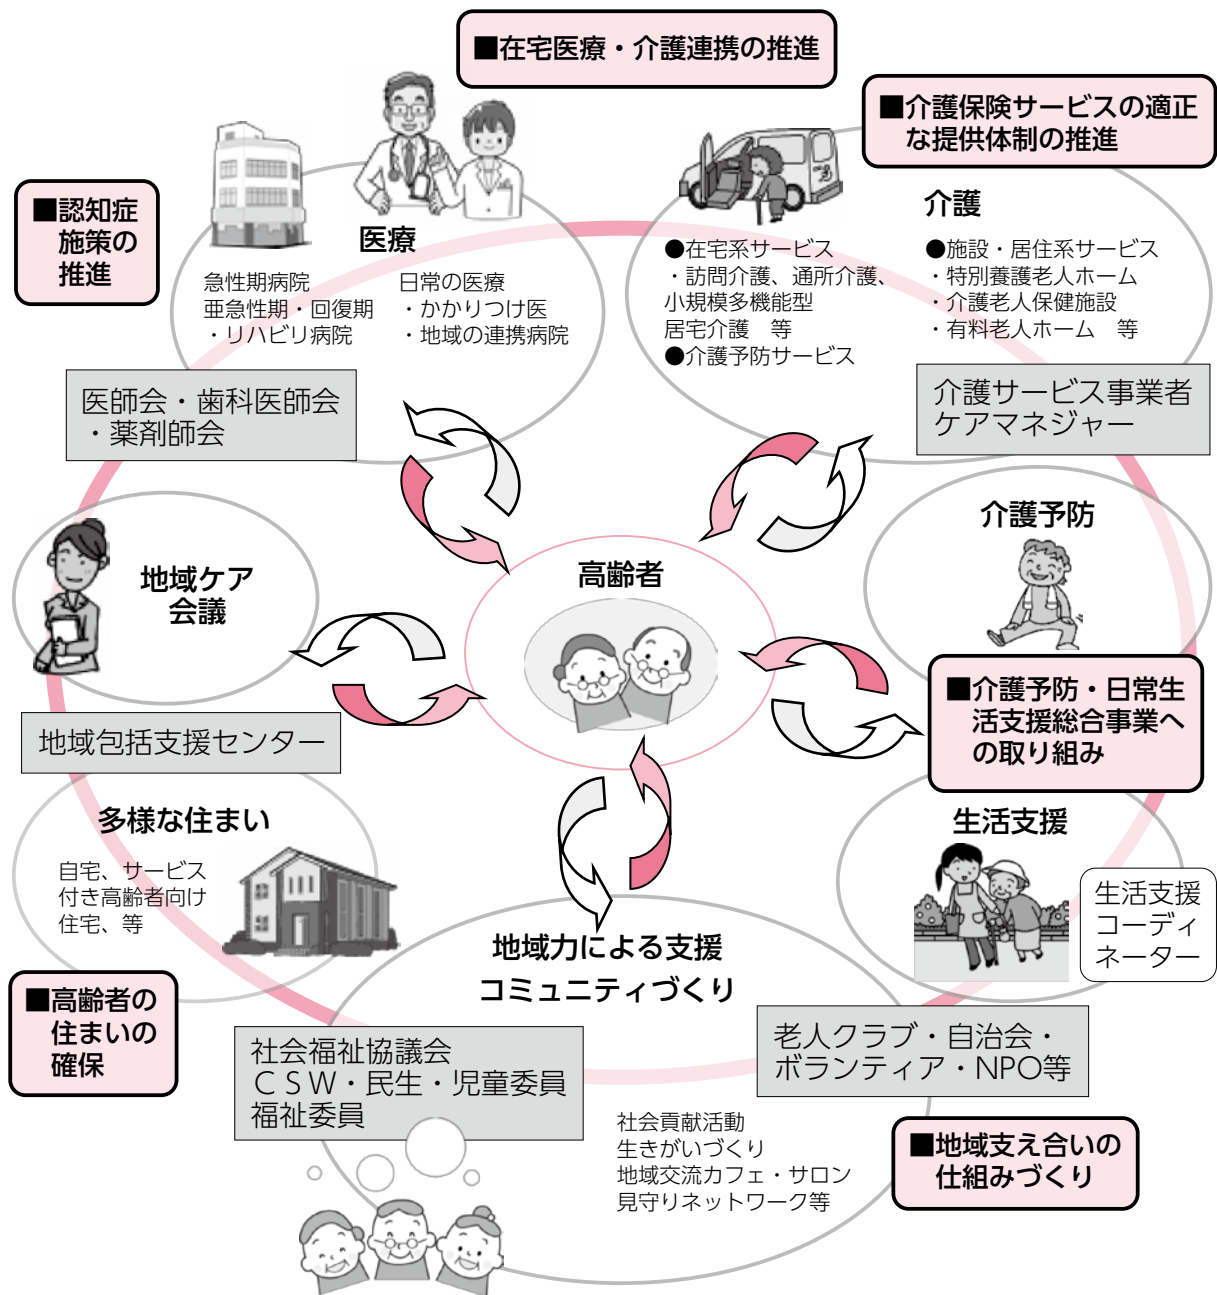 ■在宅医療・介護連携の推進
■介護保険サービスの適正
な提供体制の推進
■認知症
施策の
推進
医療
急性期病院
亜急性期・回復期
・リハビリ病院
日常の医療
・かかりつけ医
・地域の連携病院
医師会・歯科医師会
・薬剤師会
介護
●在宅系サービス
・訪問介護、通所介護、
小規模多機能型
居宅介護　等
●介護予防サービス
●施設・居住系サービス
・特別養護老人ホーム
・介護老人保健施設
・有料老人ホーム　等
介護サービス事業者
ケアマネジャー
地域ケア
会議
地域包括支援センター
高齢者
介護予防
■介護予防・日常生
活支援総合事業へ
の取り組み
多様な住まい
自宅、サービス
付き高齢者向け
住宅、等
■高齢者の
住まいの
確保
生活支援
生活支援
コーディ
ネーター
地域力による支援
コミュニティづくり
社会福祉協議会
ＣＳＷ・民生・児童委員
福祉委員
老人クラブ・自治会・
ボランティア・NPO等
社会貢献活動
生きがいづくり
地域交流カフェ・サロン
見守りネットワーク等
■地域支え合いの
仕組みづくり